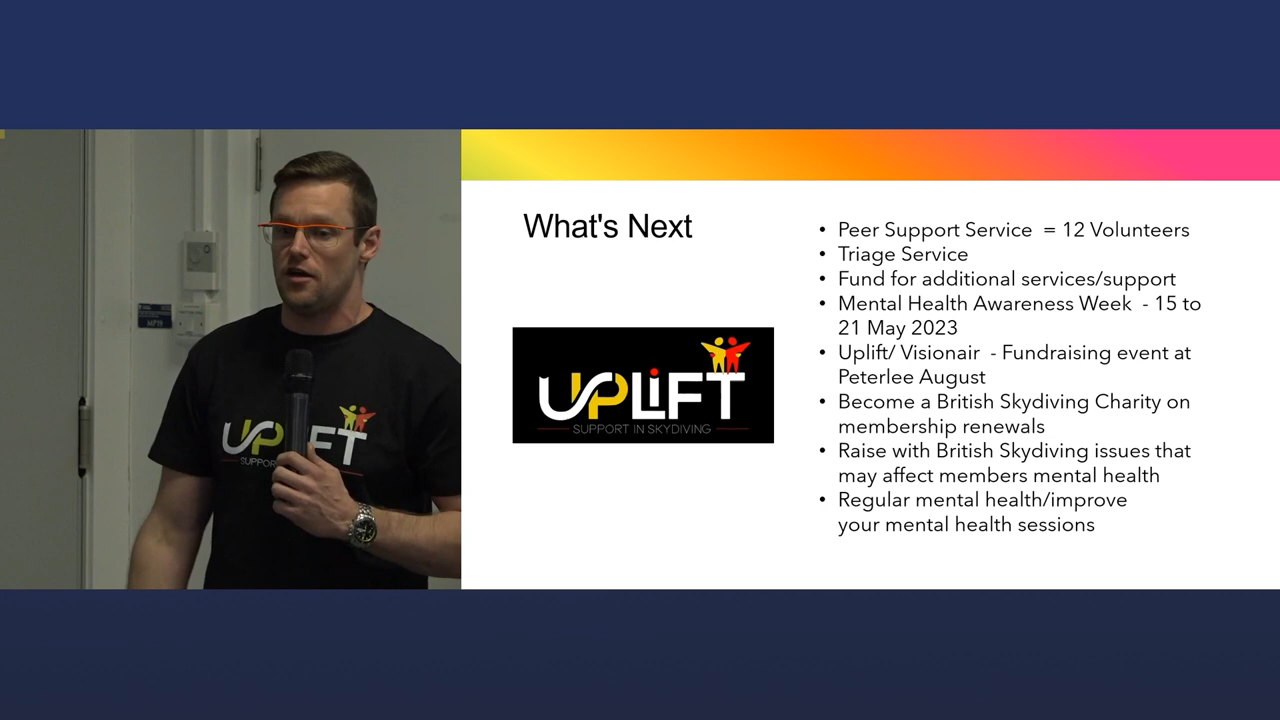 What's Next
UPLiFT
SUPPORT IN SKYDIVING
• Peer Support Service = 12 Volunteers
• Triage Service
• Fund for additional services/support
• Mental Health Awareness Week - 15 to
21 May 2023
• Uplift/ Visionair - Fundraising event at
Peterlee August
• Become a British Skydiving Charity on
membership renewals
• Raise with British Skydiving issues that
may affect members mental health
• Regular mental health/improve
your mental health sessions